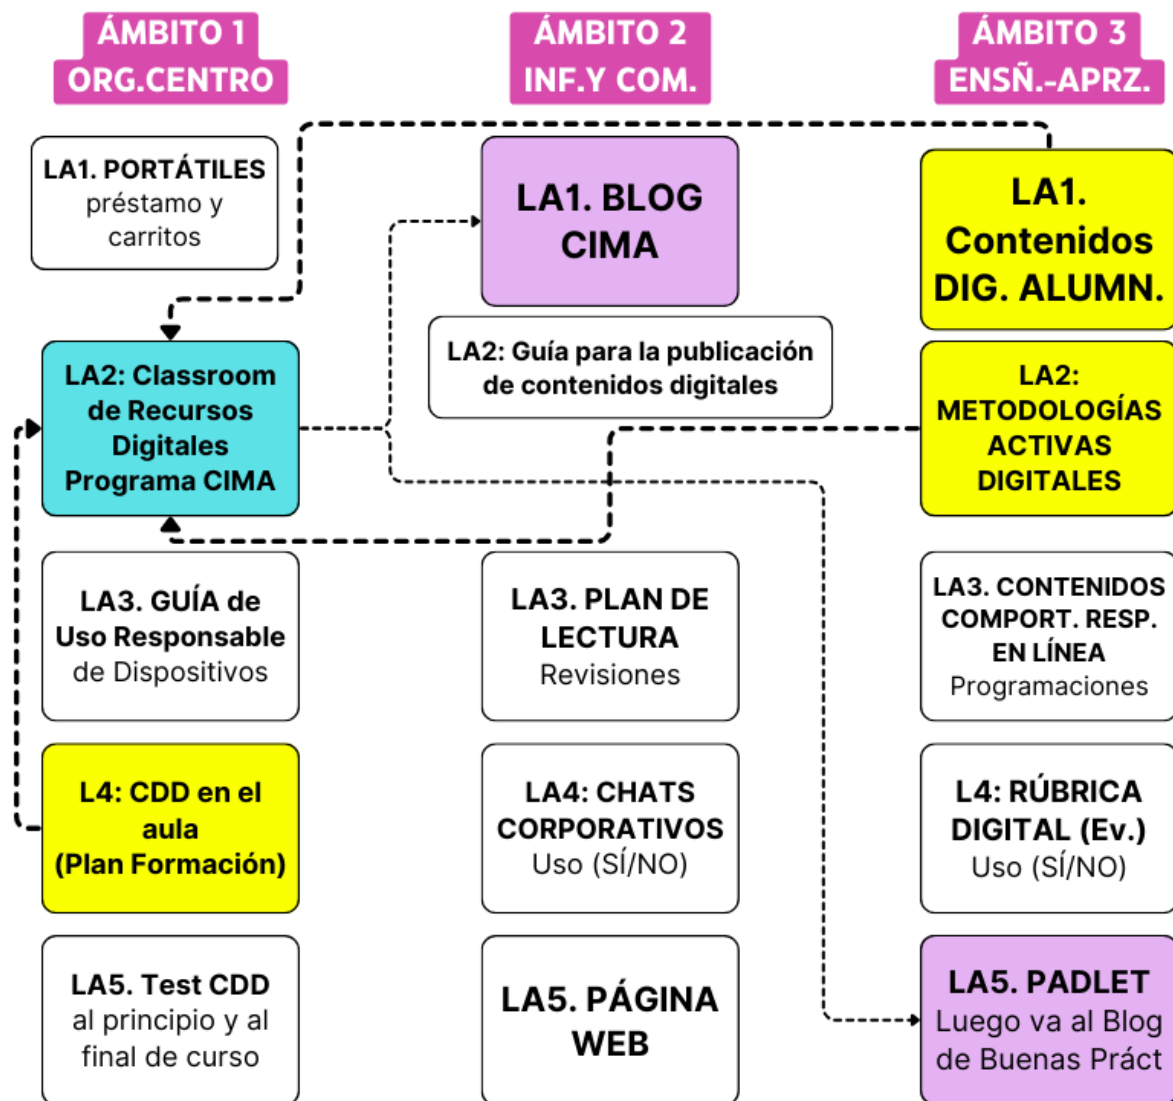 ÁMBITO 1
ORG.CENTRO
LA1. PORTÁTILES
préstamo y
carritos
LA2: Classroom
de Recursos
Digitales
Programa CIMA
LA3. GUÍA de
Uso Responsable
de Dispositivos
L4: CDD en el
aula
(Plan Formación)
LA5. Test CDD
al principio y al
final de curso
ÁMBITO 2
INF.Y COM.
LA1. BLOG
CIMA
LA2: Guía para la publicación
de contenidos digitales
LA3. PLAN DE
LECTURA
Revisiones
LA4: CHATS
CORPORATIVOS
Uso (SÍ/NO)
LA5. PÁGINA
WEB
ÁMBITO 3
ENSÑ.-APRZ.
LA1.
Contenidos
DIG. ALUMN.
LA2:
METODOLOGÍAS
ACTIVAS
DIGITALES
LA3. CONTENIDOS
COMPORT. RESP.
EN LÍNEA
Programaciones
L4: RÚBRICA
DIGITAL (Ev.)
Uso (SÍ/NO)
LA5. PADLET
Luego va al Blog
de Buenas Práct